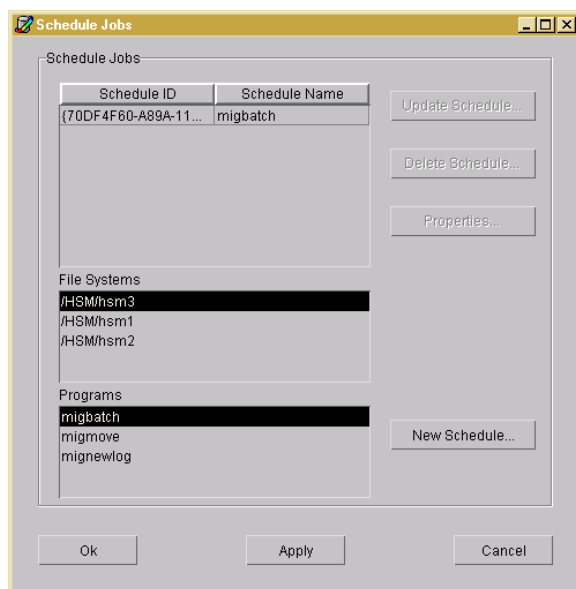 Schedule Jobs
Schedule Jobs
Schedule ID Schedule Name
{70DF4F60-A89A-11... migbatch
Update Schedule...
Delete Schedule...
Properties...
File Systems
/HSM/hsm3
/HSM/hsm1
/HSM/hsm2
Programs
migbatch
migmove
mignewlog
New Schedule...
Ok Apply Cancel